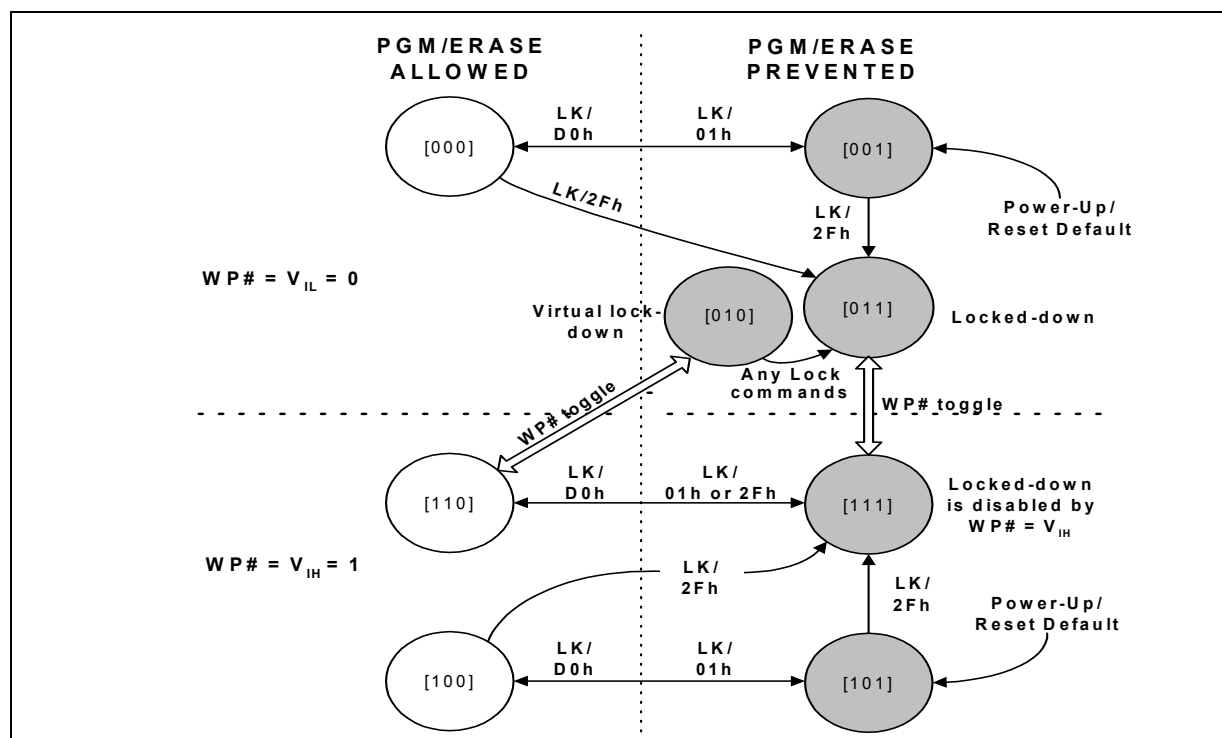 PGM/ERASE
ALLOWED
PGM/ERASE
PREVENTED
LK/
D0h
LK/
01h
[000]
[001]
LK/2Fh
LK/
2Fh
Power-Up/
Reset Default
WP# = VIL = 0
Virtual lock-
down
[010]
[011]
Locked-down
Any Lock
commands
WP# toggle
WP# toggle
LK/
D0h
LK/
01h or 2Fh
[110]
[111]
Locked-down
is disabled by
WP# = VIH
WP# = VIH = 1
LK/
2Fh
LK/
2Fh
Power-Up/
Reset Default
LK/
D0h
LK/
01h
[100]
[101]